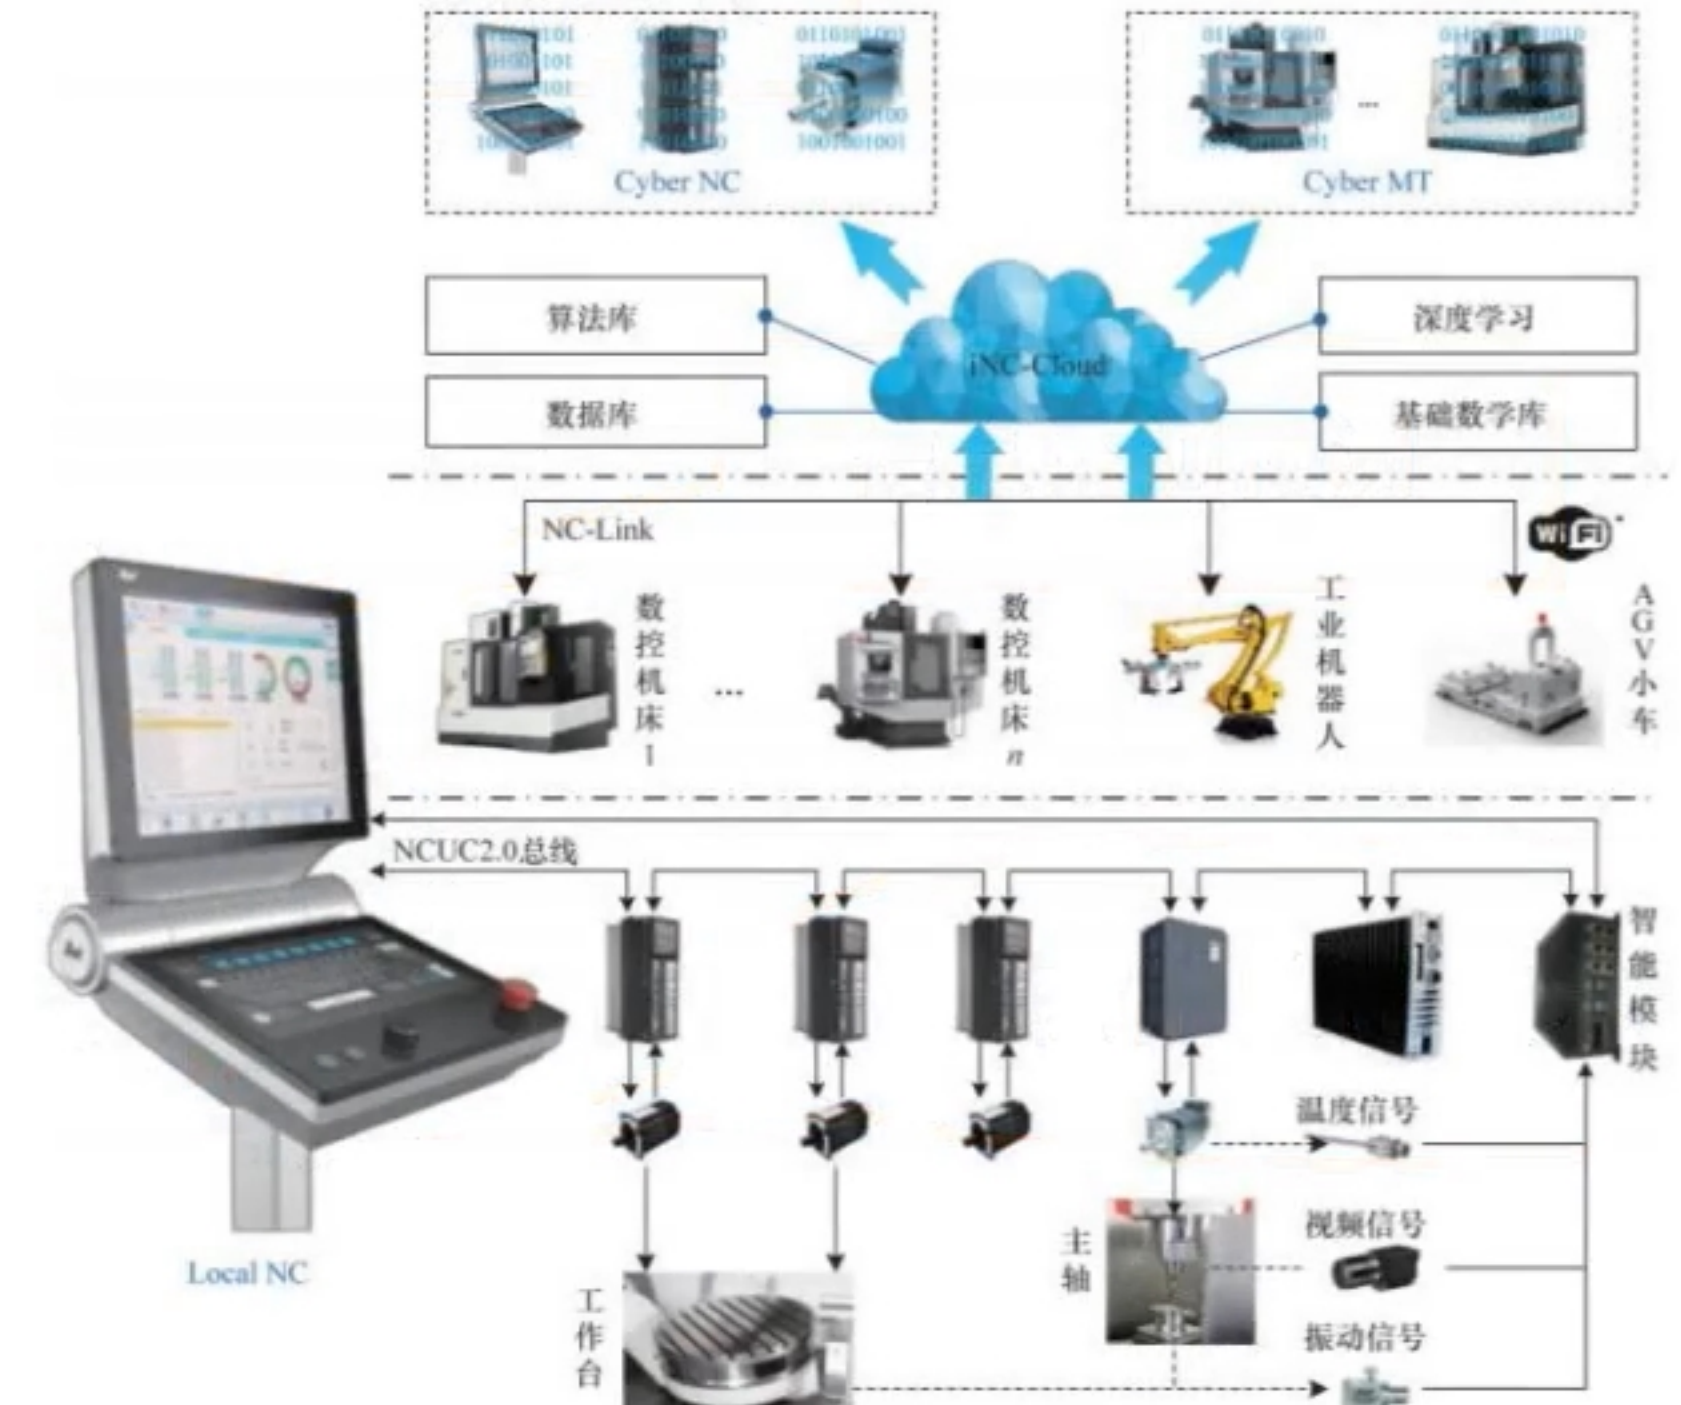 Cyber NC
Cyber MT
算法库
深度学习
iNC-Cloud
数据库
基础数学库
NC-Link
WiFi
数控机床1
...
数控机床n
工业机器人
AGV小车
NCUC2.0总线
智能模块
温度信号
视频信号
主轴
Local NC
工作台
振动信号